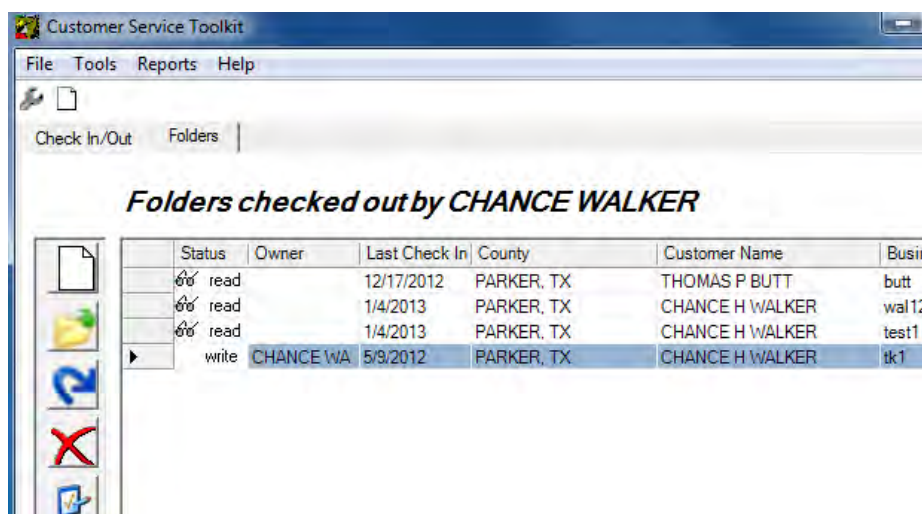 Customer Service Toolkit
File Tools Reports Help
Check In/Out Folders
Folders checked out by CHANCE WALKER
Status Owner Last Check In County Customer Name Busin
read 12/17/2012 PARKER, TX THOMAS P BUTT butt
read 1/4/2013 PARKER, TX CHANCE H WALKER wal12
read 1/4/2013 PARKER, TX CHANCE H WALKER test1
write CHANCE WA 5/9/2012 PARKER, TX CHANCE H WALKER tk1